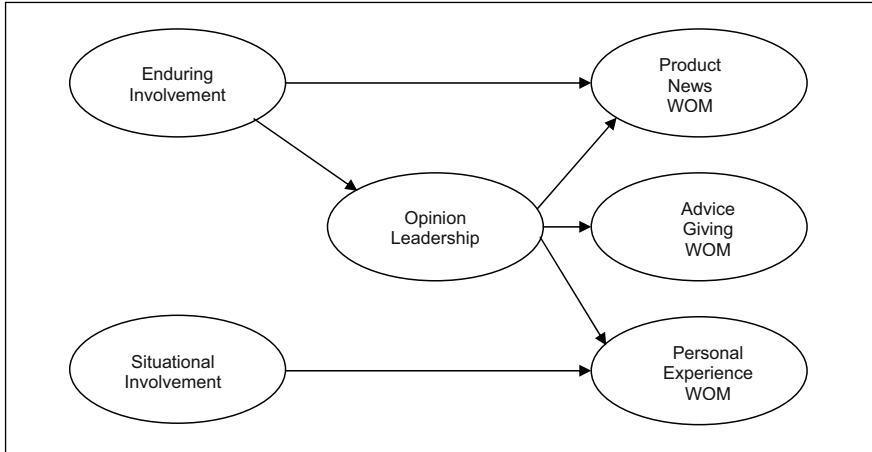 Enduring
Involvement
Product
News
WOM
Opinion
Leadership
Advice
Giving
WOM
Situational
Involvement
Personal
Experience
WOM